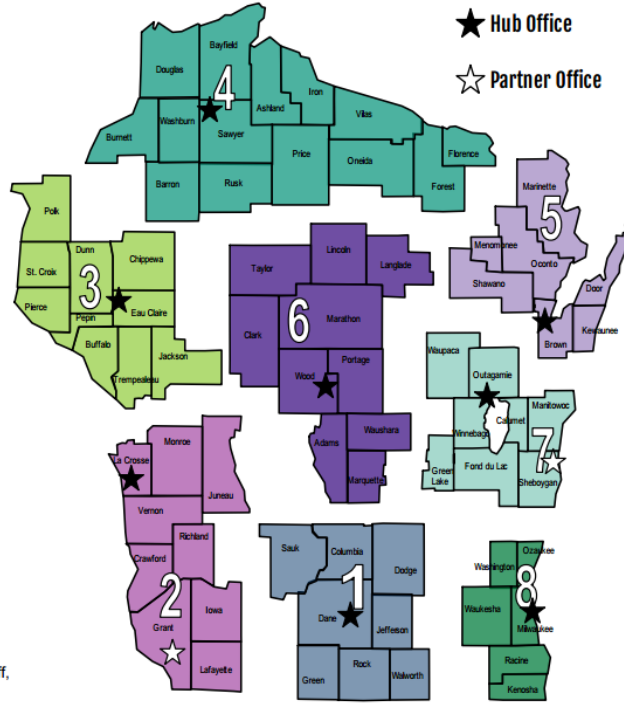 Hub Office
Partner Office
4
Bayfield
Douglas
Iron
Ashland
Vilas
Washburn
Burnett
Sawyer
Price
Oneida
Florence
Forest
Barron
Rusk
5
Marinette
Menomonee
Oconto
Shawano
Door
Brown
Kewaunee
3
Polk
Dunn
Chippewa
St. Croix
Pierce
Pepin
Eau Claire
Buffalo
Jackson
Trempealeau
6
Lincoln
Langlade
Taylor
Clark
Marathon
Portage
Wood
Adams
Waushara
Marquette
7
Waupaca
Outagamie
Manitowoc
Winnebago
Calumet
Green
Lake
Fond du Lac
Sheboygan
2
Monroe
La Crosse
Juneau
Vernon
Richland
Crawford
Grant
Iowa
Lafayette
1
Sauk
Columbia
Dodge
Dane
Jefferson
Green
Rock
Walworth
8
Ozaukee
Washington
Waukesha
Milwaukee
Racine
Kenosha